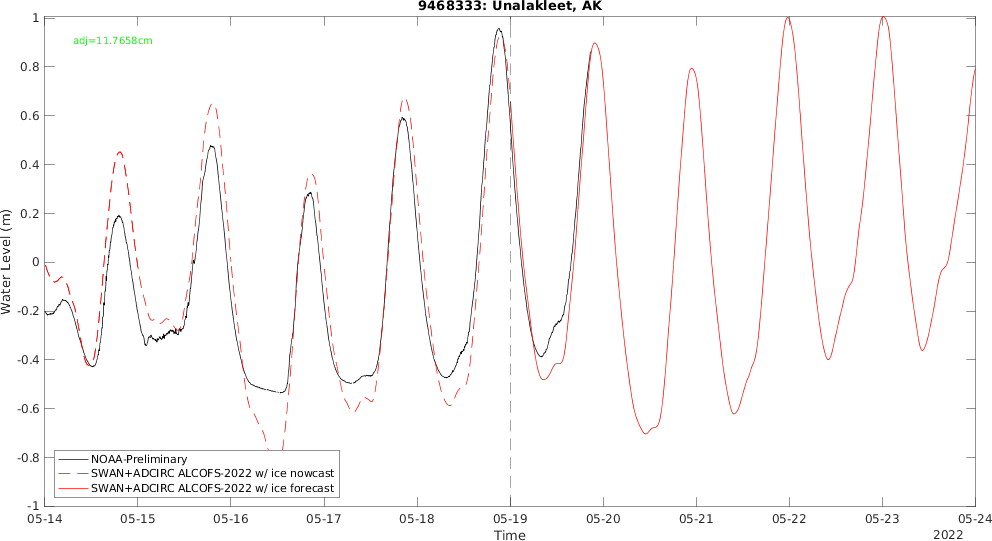 9468333: Unalakleet, AK
adj=11.7658cm
1
0.8
0.6
0.4
0.2
0
-0.2
-0.4
-0.6
-0.8
-1
Water Level (m)
NOAA-Preliminary
SWAN+ADCIRC ALCOFS-2022 w/ ice nowcast
SWAN+ADCIRC ALCOFS-2022 w/ ice forecast
05-14 05-15 05-16 05-17 05-18 05-19 05-20 05-21 05-22 05-23 05-24
Time
2022